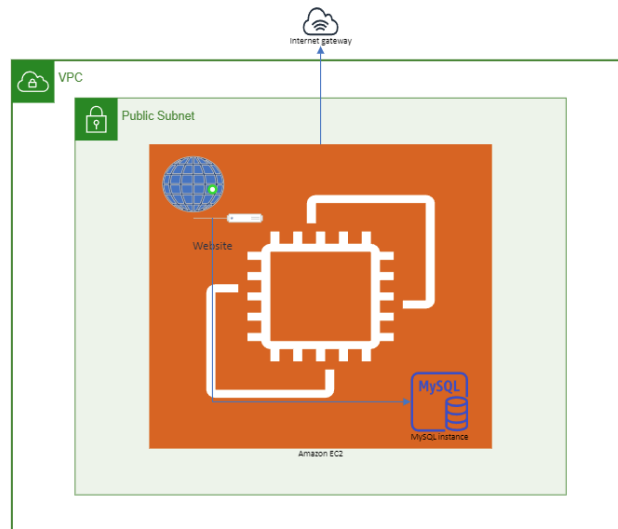 Internet gateway
VPC
Public Subnet
Website
MySQL
MySQL instance
Amazon EC2